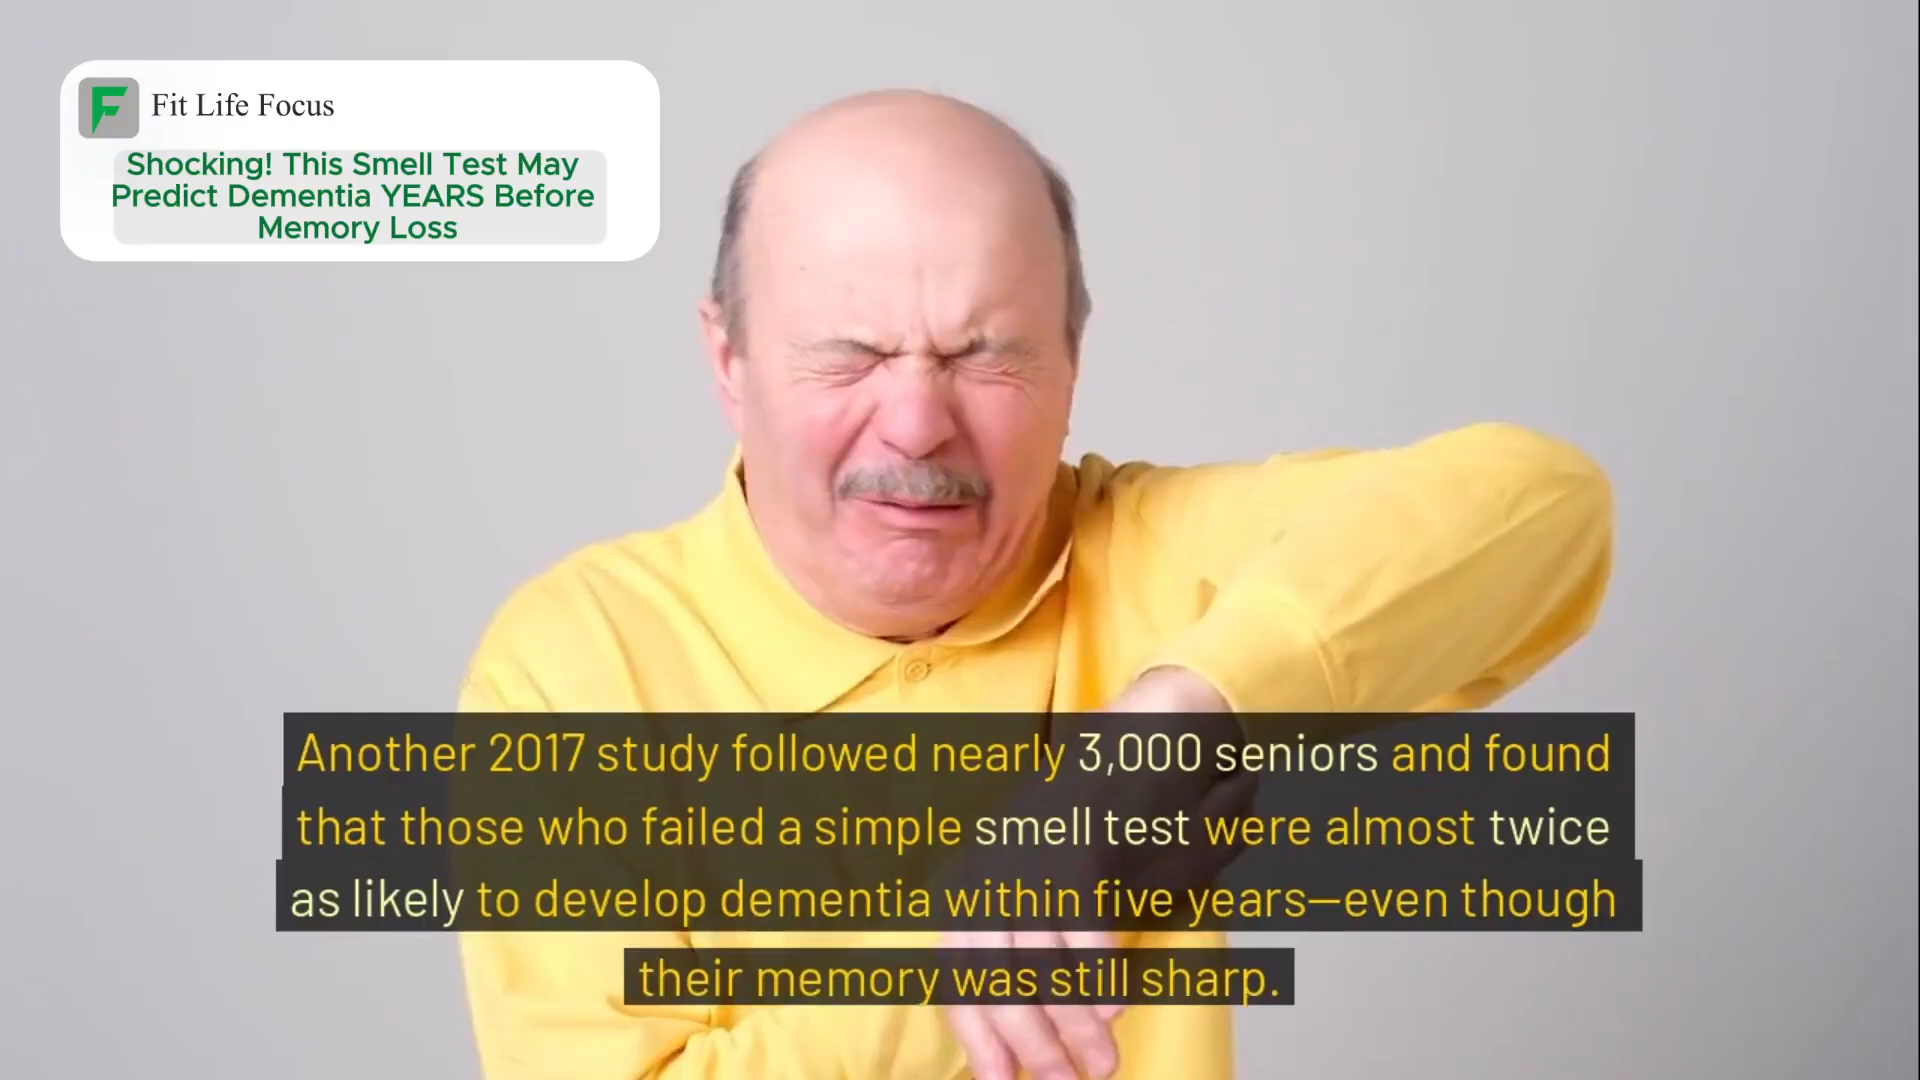 Fit Life Focus
Shocking! This Smell Test May
Predict Dementia YEARS Before
Memory Loss
Another 2017 study followed nearly 3,000 seniors and found
that those who failed a simple smell test were almost twice
as likely to develop dementia within five years—even though
their memory was still sharp.